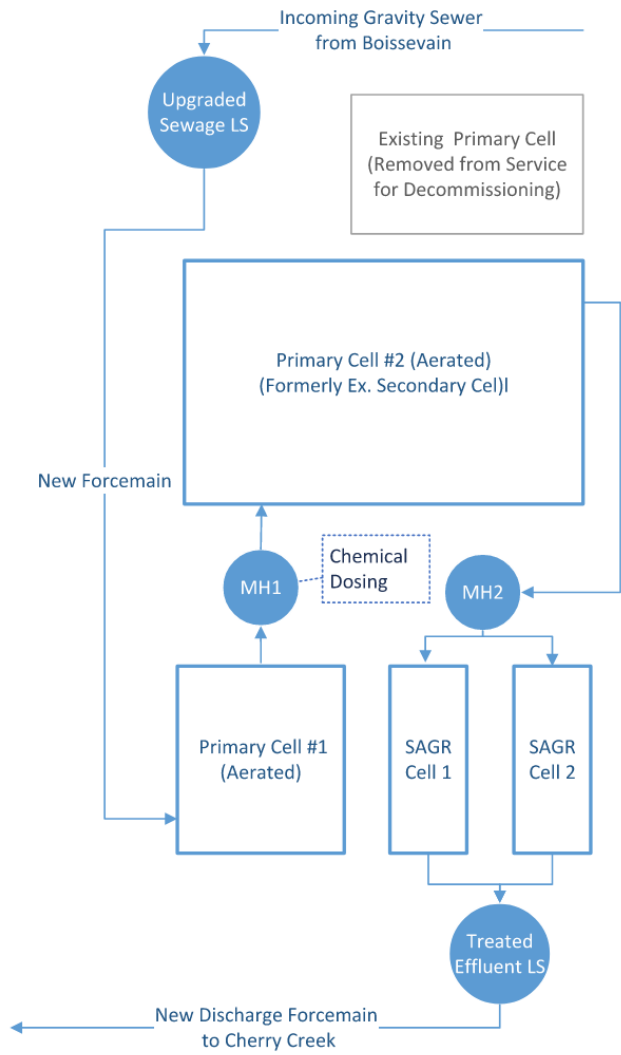 Incoming Gravity Sewer
from Boissevain
Upgraded
Sewage LS
Existing Primary Cell
(Removed from Service
for Decommissioning)
Primary Cell #2 (Aerated)
(Formerly Ex. Secondary Cel)l
New Forcemain
Chemical
Dosing
MH1
MH2
Primary Cell #1
(Aerated)
SAGR
Cell 1
SAGR
Cell 2
Treated
Effluent LS
New Discharge Forcemain
to Cherry Creek